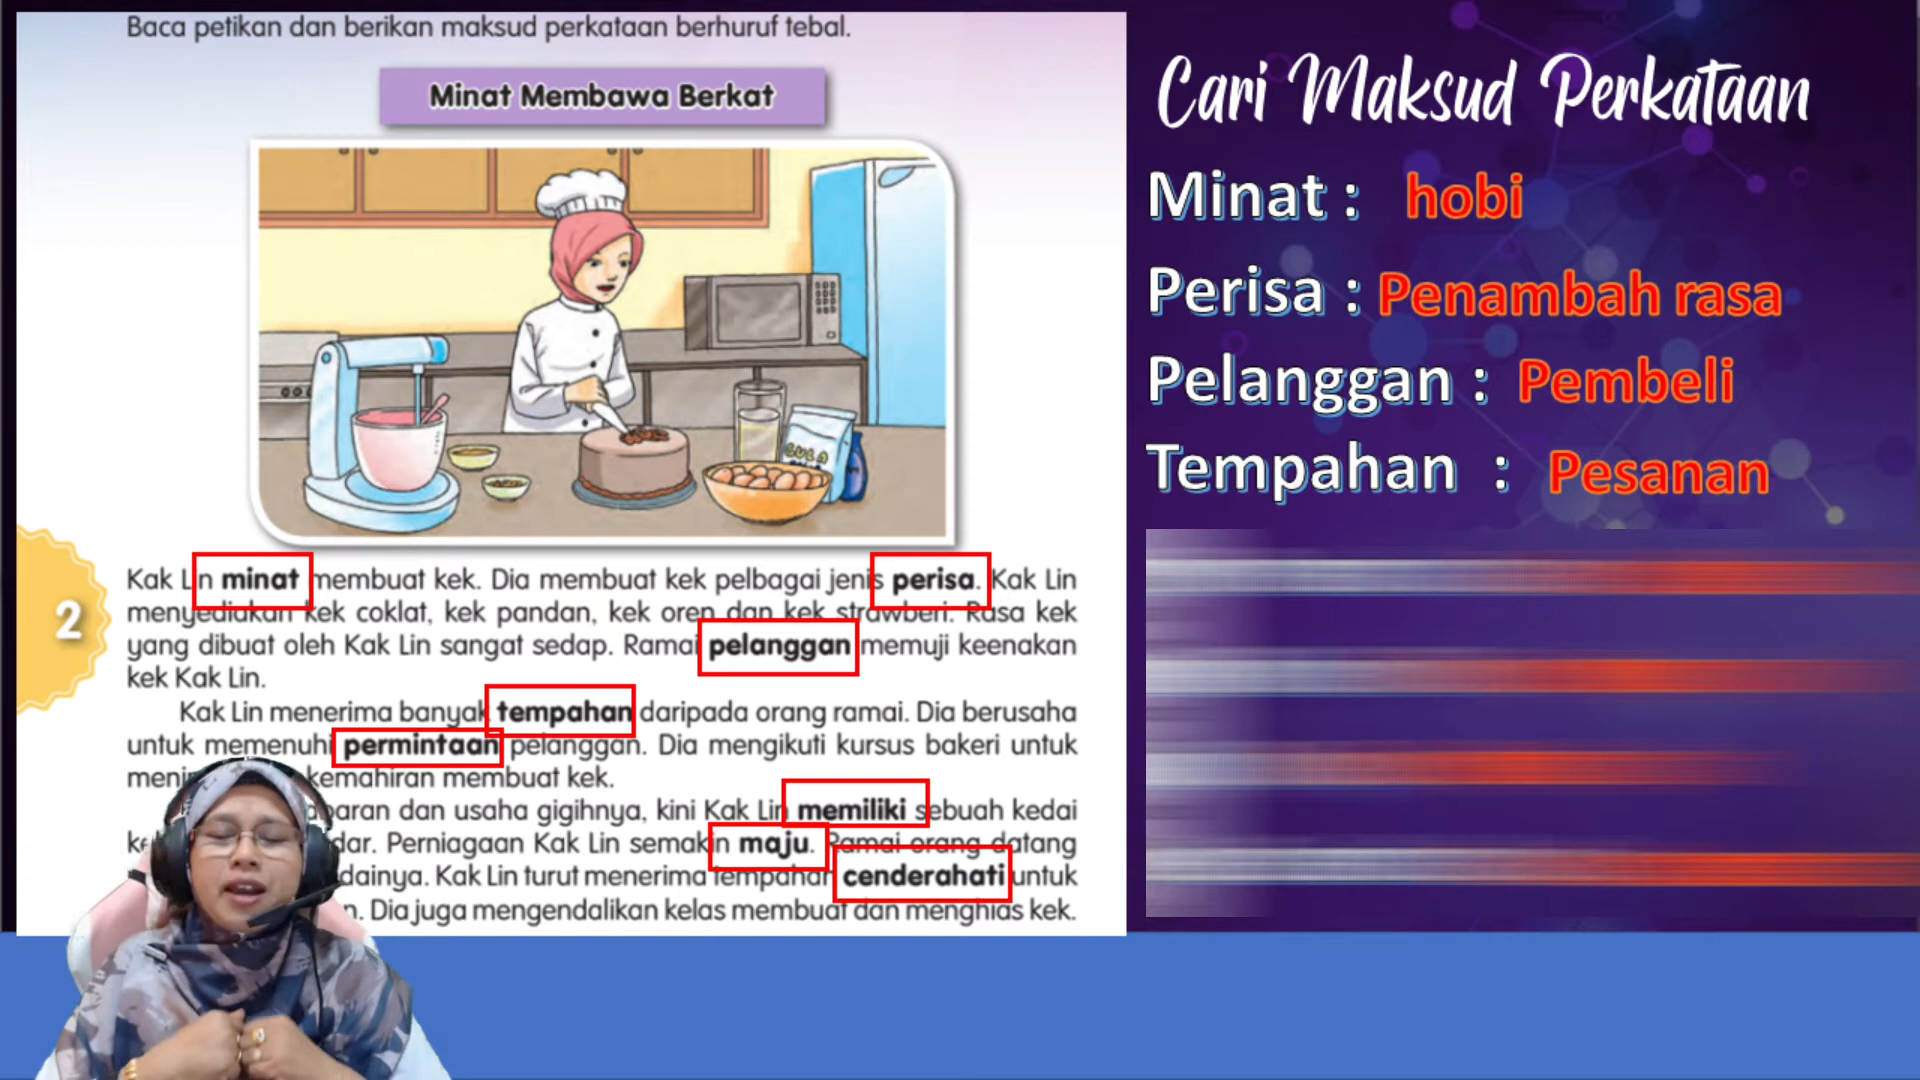 Baca petikan dan berikan maksud perkataan berhuruf tebal.
Minat Membawa Berkat
GULA
2
Kak Lin minat membuat kek. Dia membuat kek pelbagai jenis perisa. Kak Lin
menyediakan kek coklat, kek pandan, kek oren dan kek strawberi. Rasa kek
yang dibuat oleh Kak Lin sangat sedap. Ramai pelanggan memuji keenakan
kek Kak Lin.
Kak Lin menerima banyak tempahan daripada orang ramai. Dia berusaha
untuk memenuhi permintaan pelanggan. Dia mengikuti kursus bakeri untuk
kemahiran membuat kek.
dan usaha gigihnya, kini Kak Lin memiliki sebuah kedai
Perniagaan Kak Lin semakin maju. Ramai orang datang
Kak Lin turut menerima tempahan cenderahati untuk
Dia juga mengendalikan kelas membuat dan menghias kek.
Cari Maksud Perkataan
Minat : hobi
Perisa : Penambah rasa
Pelanggan : Pembeli
Tempahan : Pesanan